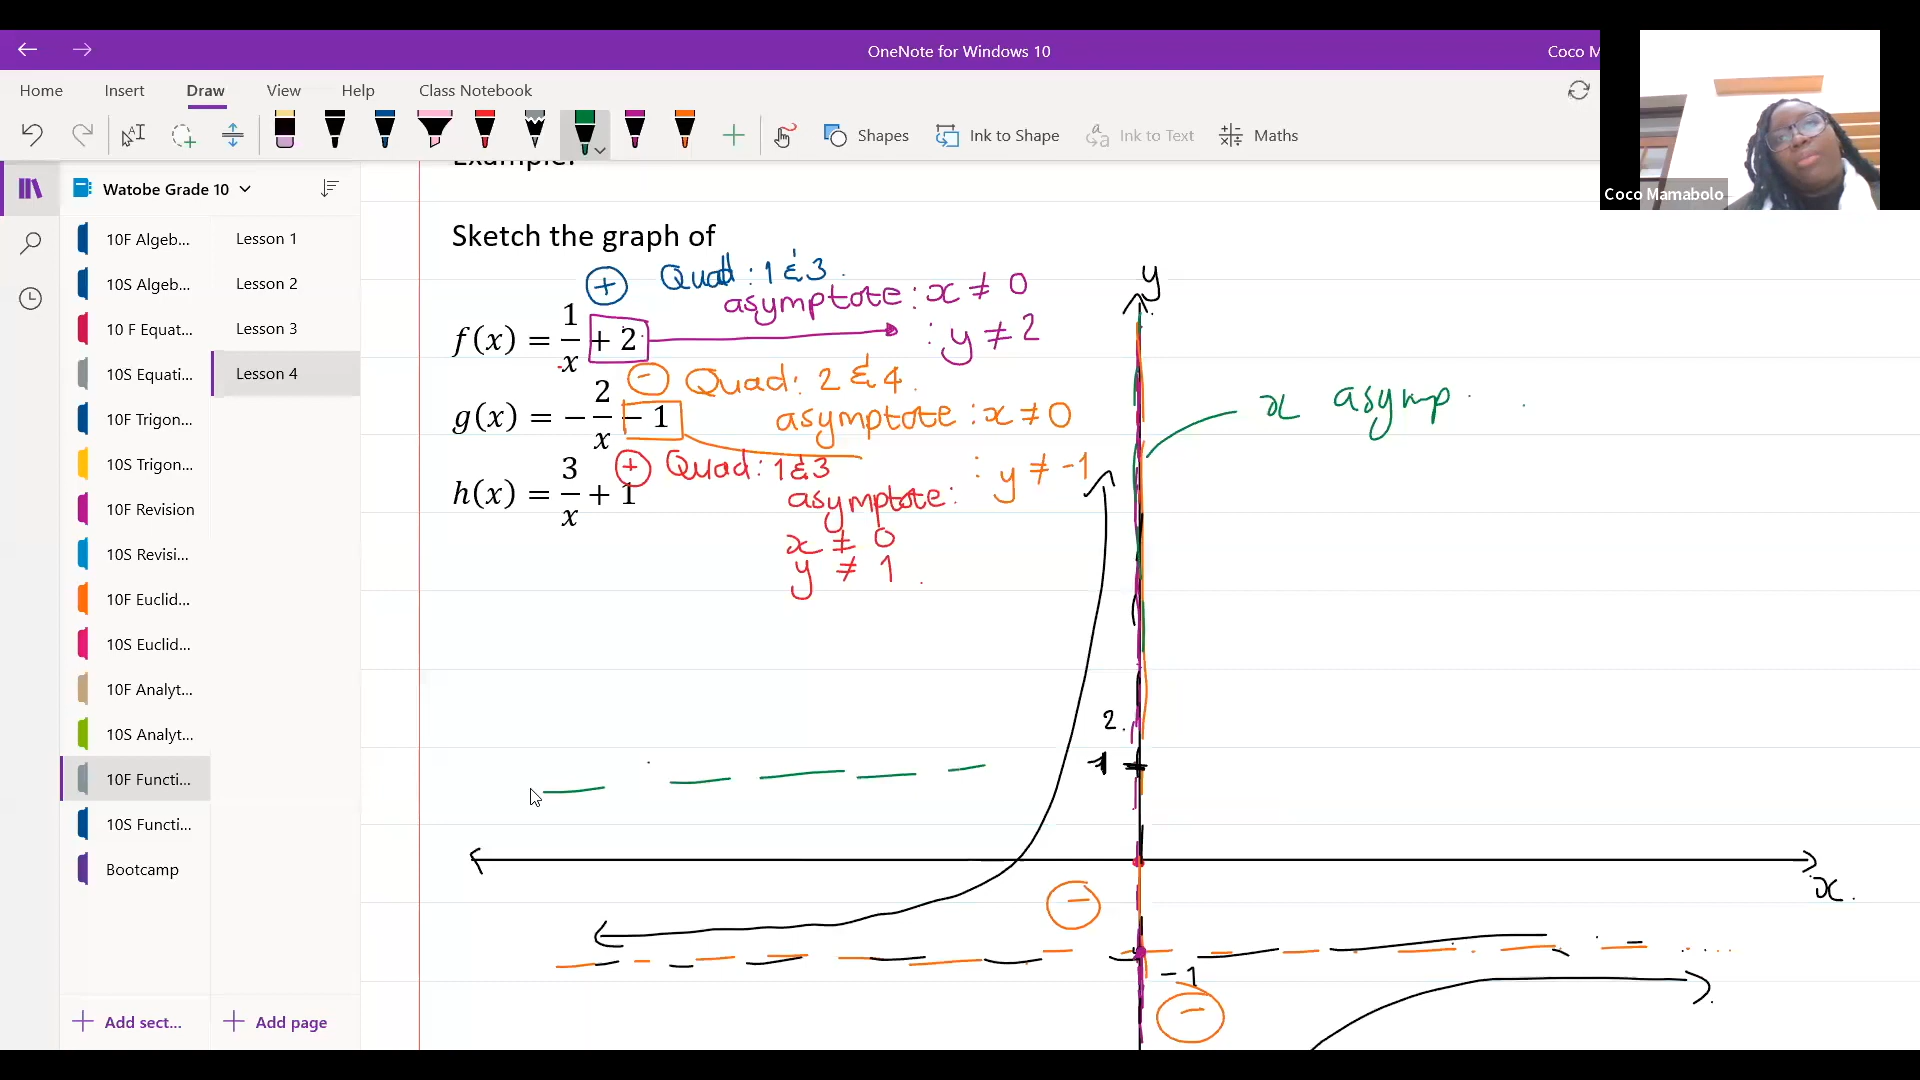 OneNote for Windows 10
Coco M
Home Insert Draw View Help Class Notebook
Shapes Ink to Shape Ink to Text Maths
Watobe Grade 10
10F Algeb...
10S Algeb...
10 F Equat...
10S Equati...
10F Trigon...
10S Trigon...
10F Revision
10S Revisi...
10F Euclid...
10S Euclid...
10F Analyt...
10S Analyt...
10F Functi...
10S Functi...
Bootcamp
Add sect...
Lesson 1
Lesson 2
Lesson 3
Lesson 4
Add page
Coco Mamabolo
Example:
Sketch the graph of
+ Quad : 1 & 3.
asymptote : x ≠ 0
f(x) = 1/x + 2
: y ≠ 2
- Quad : 2 & 4.
g(x) = −2/x − 1
asymptote : x ≠ 0
: y ≠ -1
+ Quad : 1 & 3
h(x) = 3/x + 1
asymptote :
x ≠ 0
y ≠ 1
y
x asymp
2
1
x
-
-1
-